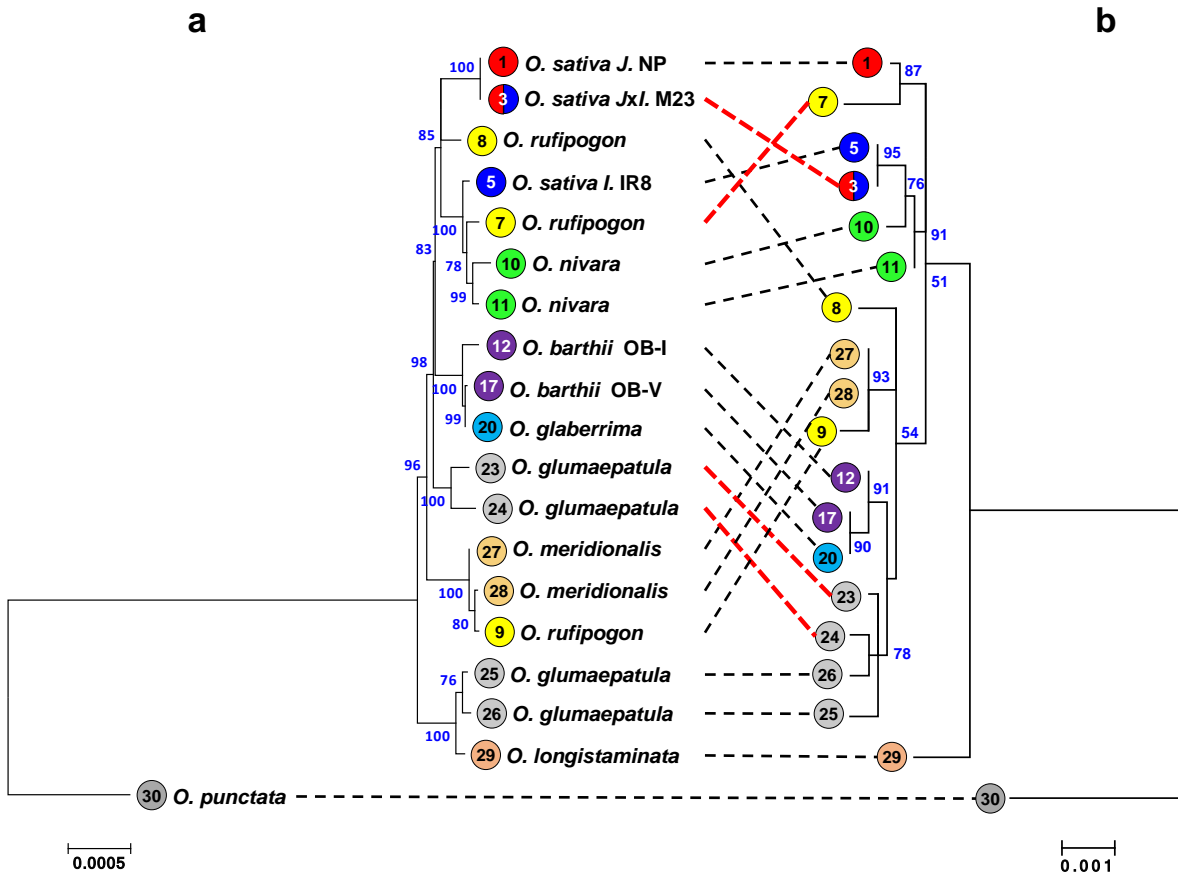 a b
1 O. sativa J. NP 1
100 87
3 O. sativa JxI. M23 7
85 8 O. rufipogon 5 95
5 O. sativa I. IR8 3 76
100 7 O. rufipogon 10 91
83 78 10 O. nivara 11 51
99 11 O. nivara 8
98 12 O. barthii OB-I 27
100 17 O. barthii OB-V 28 93
99 20 O. glaberrima 9 54
96 23 O. glumaepatula 12 91
100 24 O. glumaepatula 17
27 O. meridionalis 20 90
100 28 O. meridionalis 23
80 9 O. rufipogon 24 78
76 25 O. glumaepatula 26
26 O. glumaepatula 25
100 29 O. longistaminata 29
30 O. punctata 30
0.0005 0.001